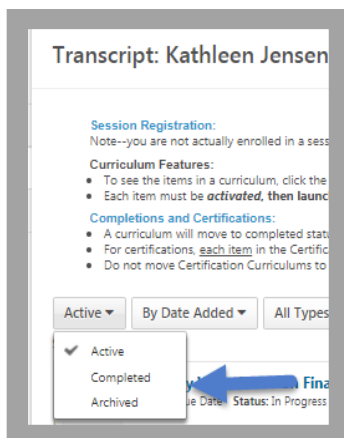 Transcript: Kathleen Jensen
Session Registration:
Note--you are not actually enrolled in a sess
Curriculum Features:
• To see the items in a curriculum, click the
• Each item must be activated, then launc
Completions and Certifications:
• A curriculum will move to completed statu
• For certifications, each item in the Certific
• Do not move Certification Curriculums to
Active ▾ By Date Added ▾ All Types
✔ Active
Completed
Fina
Archived
Date Status: In Progress